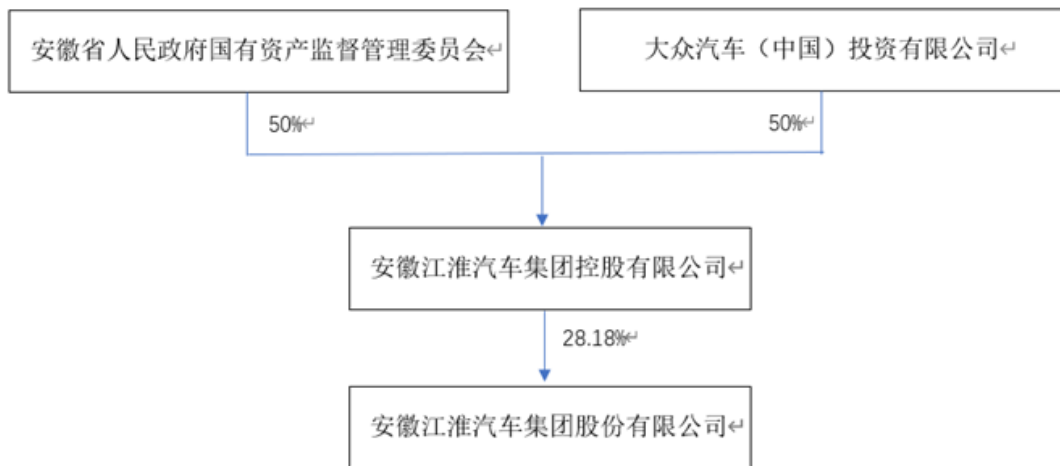 安徽省人民政府国有资产监督管理委员会↵
大众汽车（中国）投资有限公司↵
50%↵
50%↵
安徽江淮汽车集团控股有限公司↵
28.18%↵
安徽江淮汽车集团股份有限公司↵